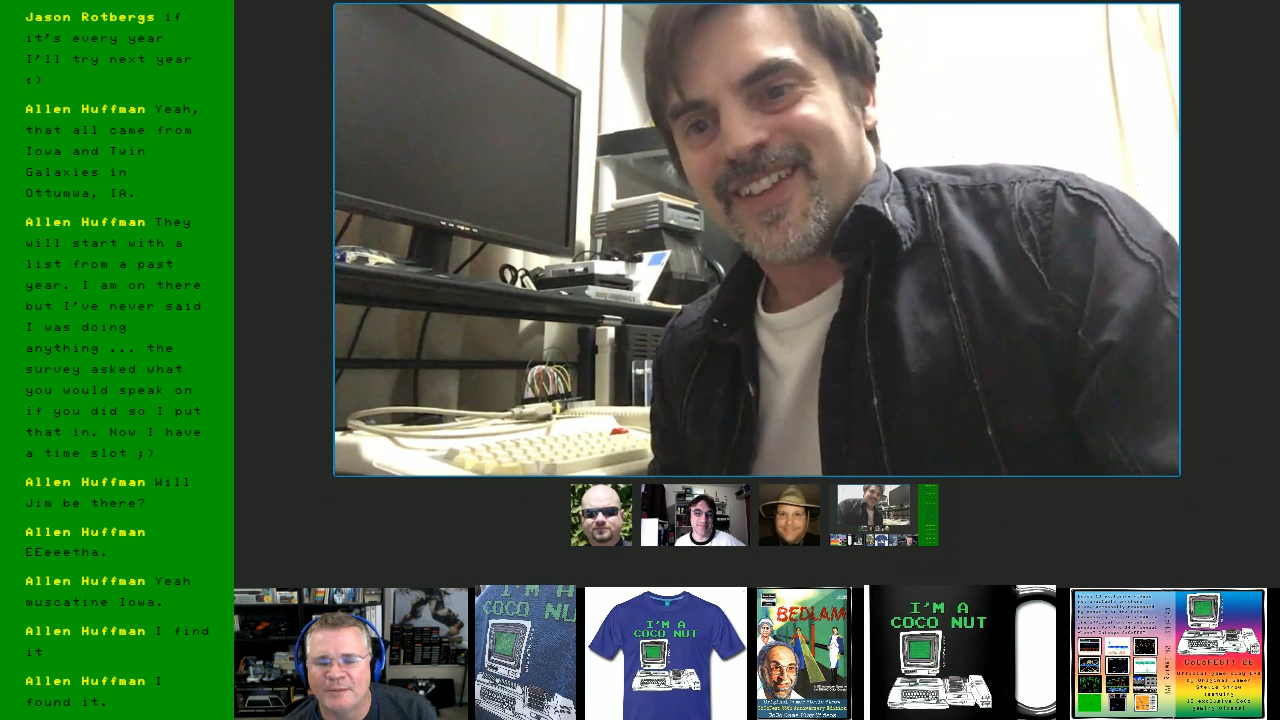 Jason Rotbergs if
it's every year
I'll try next year
:)
Allen Huffman Yeah,
that all came from
Iowa and Twin
Galaxies in
Ottumwa, IA.
Allen Huffman They
will start with a
list from a past
year. I am on there
but I've never said
I was doing
anything ... the
survey asked what
you would speak on
if you did so I put
that in. Now I have
a time slot ;)
Allen Huffman Will
Jim be there?
Allen Huffman
EEeeetha.
Allen Huffman Yeah
muscatine Iowa.
Allen Huffman I find
it
Allen Huffman I
found it.
I'M
COCO NU
I'M A
COCO NUT
BEDLAM
I'M A
COCO NUT
CoCoFEST! 26